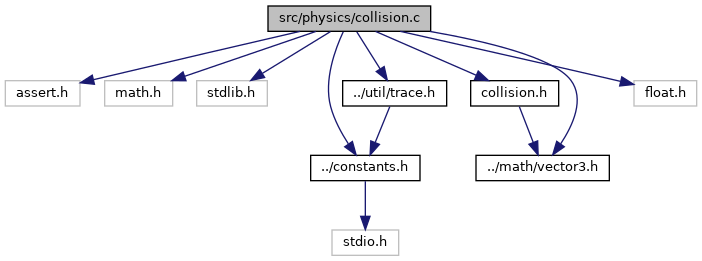 src/physics/collision.c
assert.h
math.h
stdlib.h
../util/trace.h
collision.h
float.h
../constants.h
../math/vector3.h
stdio.h